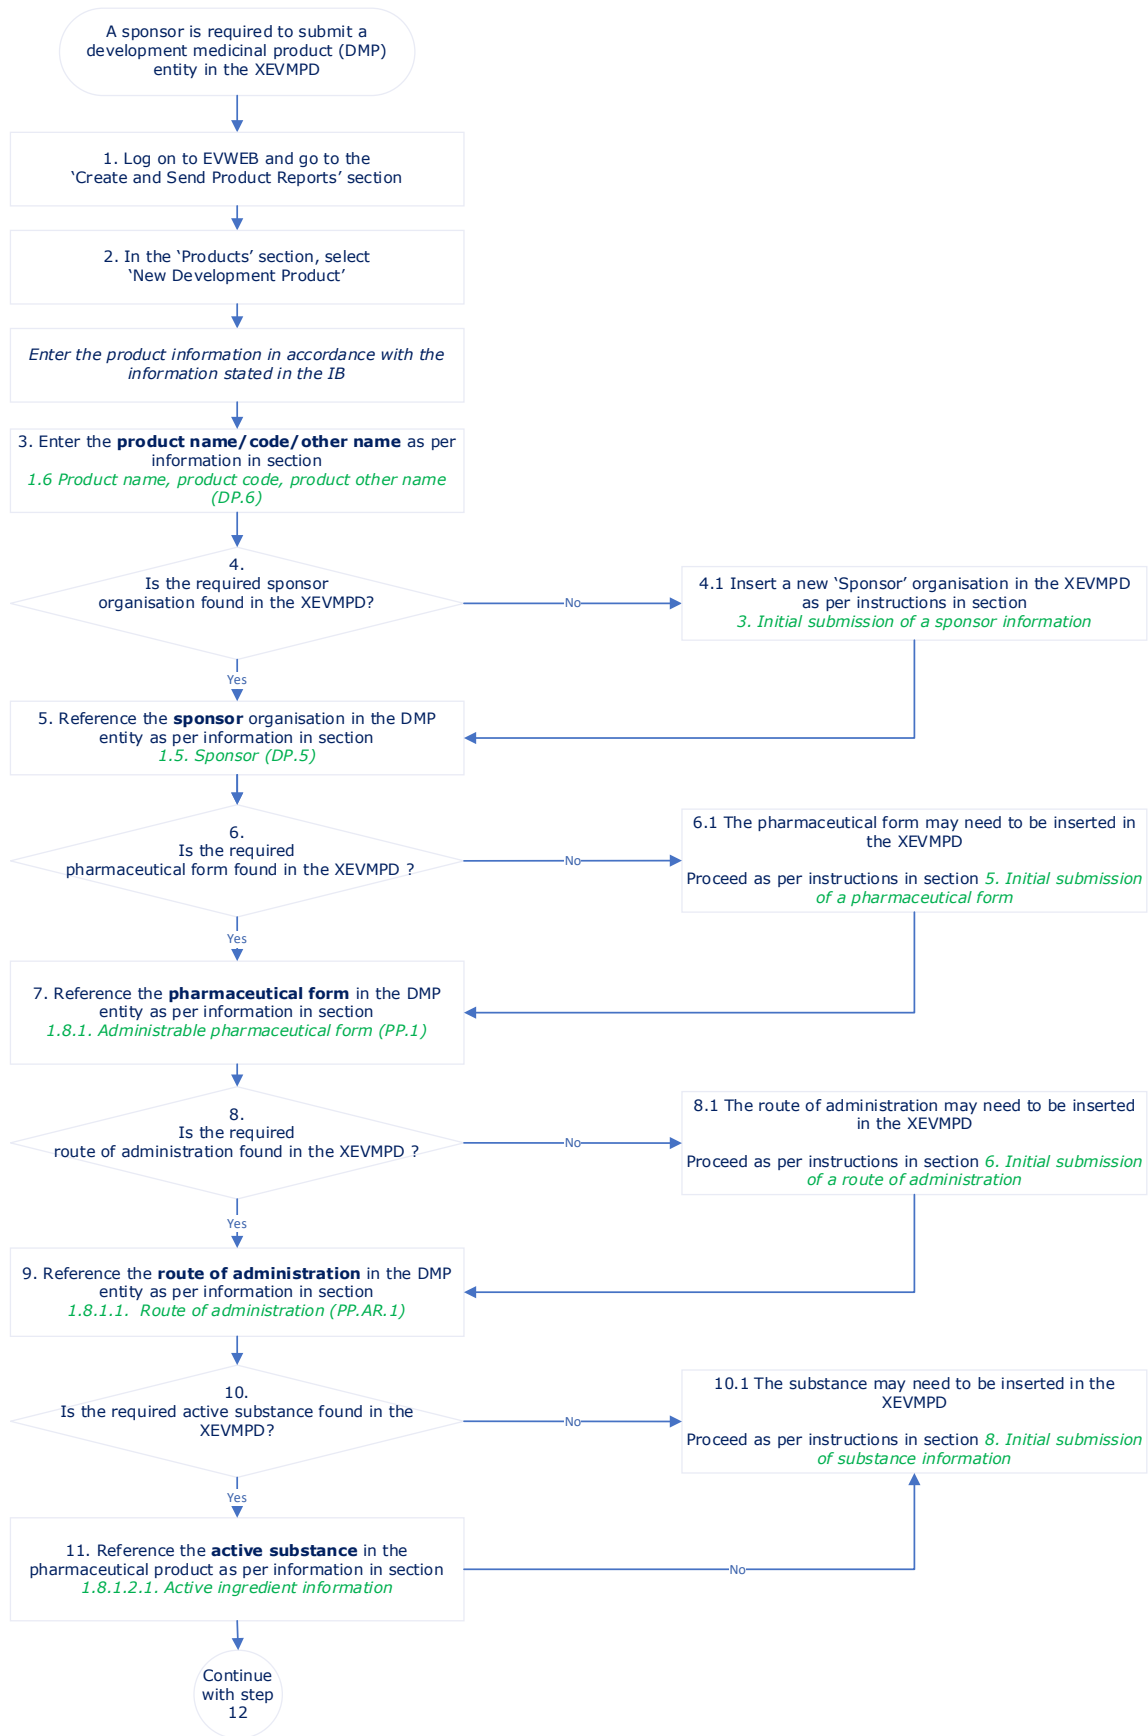 A sponsor is required to submit a
development medicinal product (DMP)
entity in the XEVMPD
1. Log on to EVWEB and go to the
‘Create and Send Product Reports’ section
2. In the ‘Products’ section, select
‘New Development Product’
Enter the product information in accordance with the
information stated in the IB
3. Enter the product name/code/other name as per
information in section
1.6 Product name, product code, product other name
(DP.6)
4.
Is the required sponsor
organisation found in the XEVMPD?
No
4.1 Insert a new ‘Sponsor’ organisation in the XEVMPD
as per instructions in section
3. Initial submission of a sponsor information
Yes
5. Reference the sponsor organisation in the DMP
entity as per information in section
1.5. Sponsor (DP.5)
6.
Is the required
pharmaceutical form found in the XEVMPD ?
No
6.1 The pharmaceutical form may need to be inserted in
the XEVMPD
Proceed as per instructions in section 5. Initial submission
of a pharmaceutical form
Yes
7. Reference the pharmaceutical form in the DMP
entity as per information in section
1.8.1. Administrable pharmaceutical form (PP.1)
8.
Is the required
route of administration found in the XEVMPD ?
No
8.1 The route of administration may need to be inserted
in the XEVMPD
Proceed as per instructions in section 6. Initial submission
of a route of administration
Yes
9. Reference the route of administration in the DMP
entity as per information in section
1.8.1.1.  Route of administration (PP.AR.1)
10.
Is the required active substance found in the
XEVMPD?
No
10.1 The substance may need to be inserted in the
XEVMPD
Proceed as per instructions in section 8. Initial submission
of substance information
Yes
11. Reference the active substance in the
pharmaceutical product as per information in section
1.8.1.2.1. Active ingredient information
No
Continue
with step
12